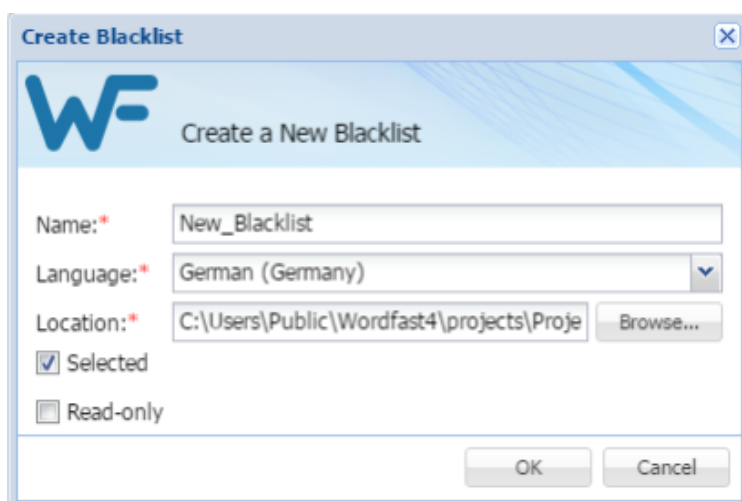 Create Blacklist
WF
Create a New Blacklist
Name:* New_Blacklist
Language:* German (Germany)
Location:* C:\Users\Public\Wordfast4\projects\Proje Browse...
Selected
Read-only
OK Cancel